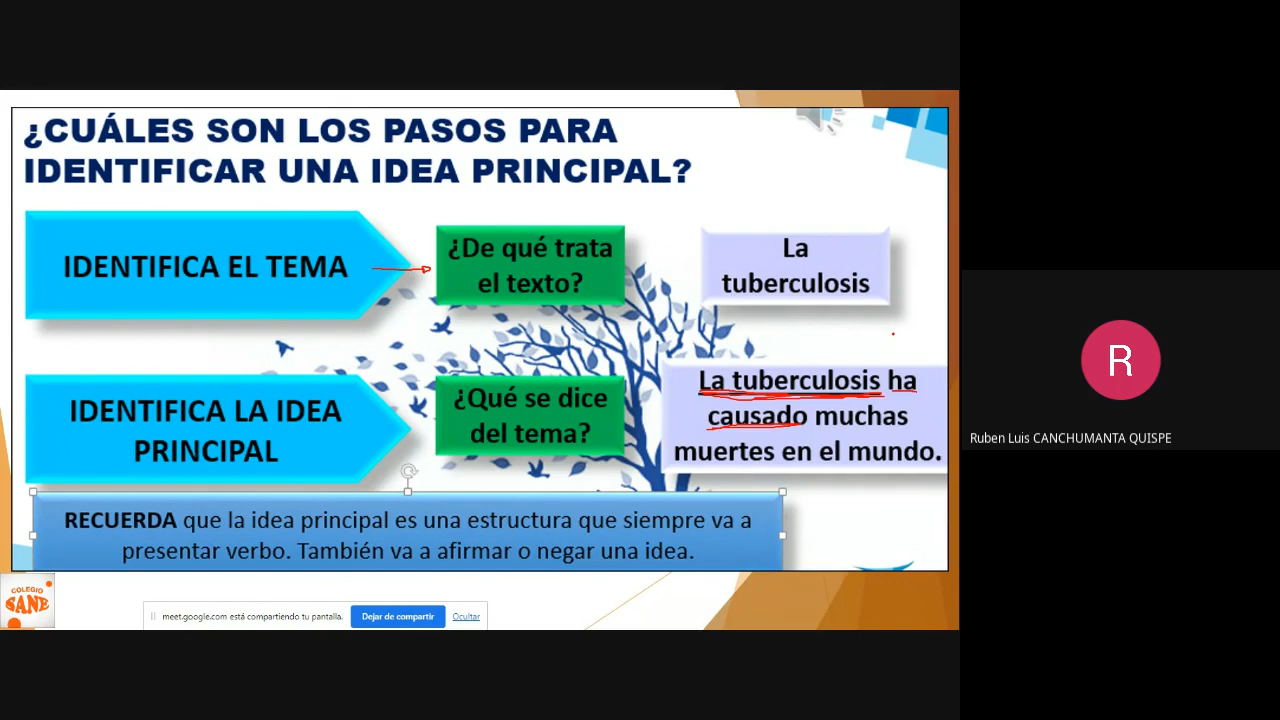 ¿CUÁLES SON LOS PASOS PARA
IDENTIFICAR UNA IDEA PRINCIPAL?
IDENTIFICA EL TEMA
¿De qué trata
el texto?
La
tuberculosis
IDENTIFICA LA IDEA
PRINCIPAL
¿Qué se dice
del tema?
La tuberculosis ha
causado muchas
muertes en el mundo.
RECUERDA que la idea principal es una estructura que siempre va a
presentar verbo. También va a afirmar o negar una idea.
COLEGIO
SANE
meet.google.com está compartiendo tu pantalla.
Dejar de compartir
Ocultar
R
Ruben Luis CANCHUMANTA QUISPE